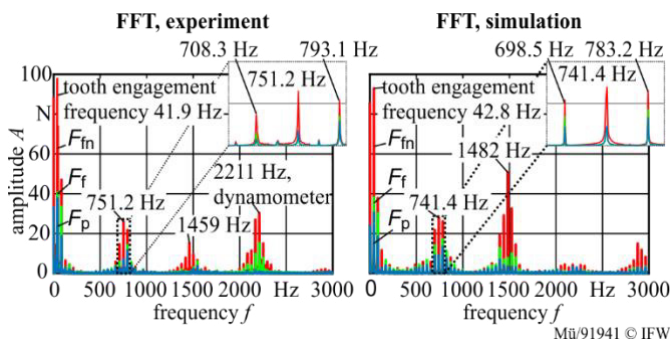 FFT, experiment
FFT, simulation
708.3 Hz
793.1 Hz
751.2 Hz
698.5 Hz
783.2 Hz
741.4 Hz
100
N
60
40
20
0
amplitude A
tooth engagement
frequency 41.9 Hz
Ffn
Ff
Fp
751.2 Hz
1459 Hz
2211 Hz,
dynamometer
0 500 1000 1500 2000 Hz 3000
frequency f
tooth engagement
frequency 42.8 Hz
Ffn
Ff
Fp
741.4 Hz
1482 Hz
0 500 1000 1500 2000 Hz 3000
frequency f
Mü/91941 © IFW